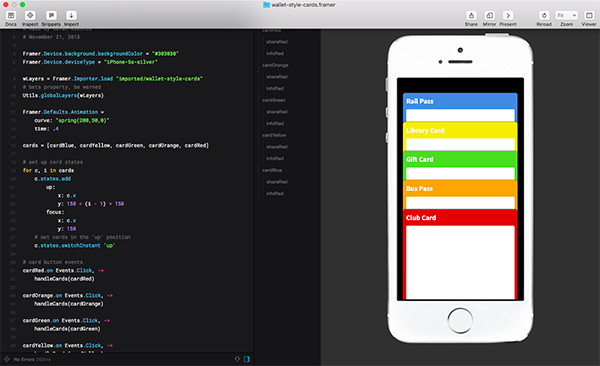 wallet-style-cards.framer
Docs
Inspect
Snippets
Import
Share
Mirror
Present
Reload
Fit
Zoom
View
# November 21, 2015
Framer.Device.background.backgroundColor = "#303030"
Framer.Device.deviceType = "iPhone-5s-silver"
wLayers = Framer.Importer.load "imported/wallet-style-cards"
# beta property, be warned
Utils.globalLayers(wLayers)
Framer.Defaults.Animation =
curve: "spring(200,30,0)"
time: .4
cards = [cardBlue, cardYellow, cardGreen, cardOrange, cardRed]
# set up card states
for c, i in cards
c.states.add
up:
x: c.x
focus:
x: c.x
y: 150
# set cards in the 'up' position
c.states.switchInstant 'up'
# card button events
cardRed.on Events.Click, ->
handleCards(cardRed)
cardOrange.on Events.Click, ->
handleCards(cardOrange)
cardGreen.on Events.Click, ->
handleCards(cardGreen)
cardYellow.on Events.Click, ->
No Errors
shareRed
infoRed
cardOrange
shareRed
infoRed
cardGreen
shareRed
infoRed
cardYellow
shareRed
infoRed
cardBlue
shareRed
infoRed
Rail Pass
Library Card
Gift Card
Bus Pass
Club Card